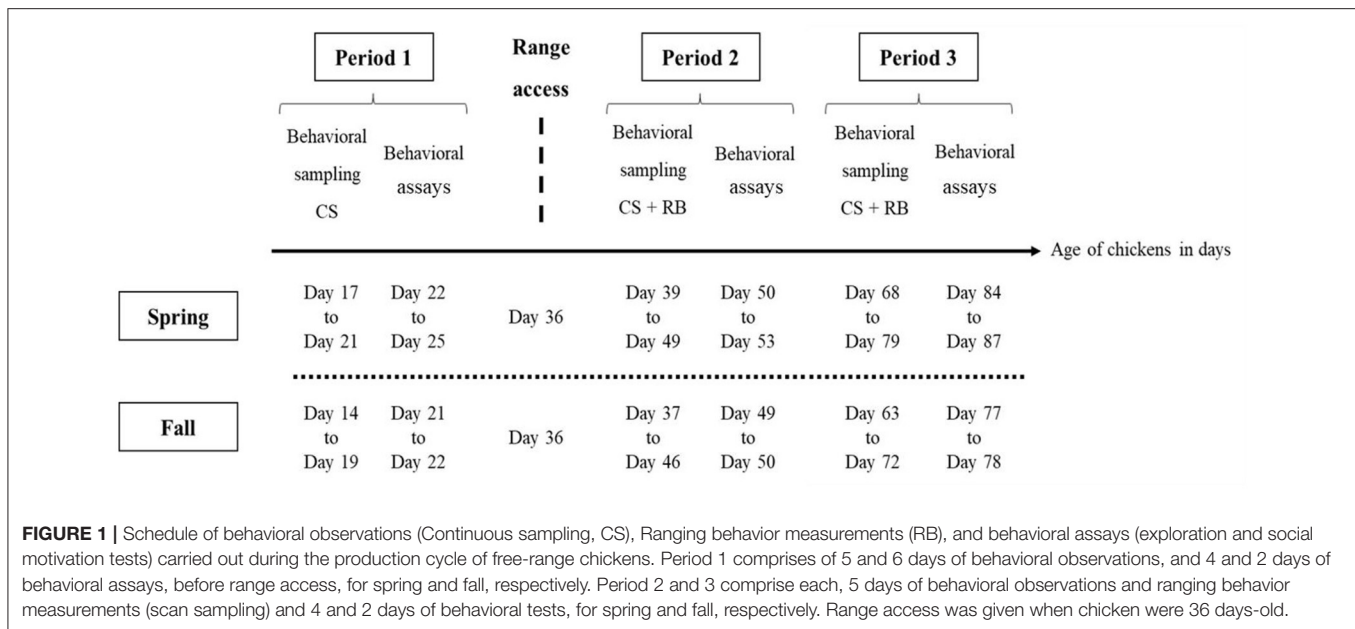 Period 1
Range
access
Period 2
Period 3
Behavioral
sampling
CS
Behavioral
assays
Behavioral
sampling
CS + RB
Behavioral
assays
Behavioral
sampling
CS + RB
Behavioral
assays
Age of chickens in days
Spring
Day 17
to
Day 21
Day 22
to
Day 25
Day 36
Day 39
to
Day 49
Day 50
to
Day 53
Day 68
to
Day 79
Day 84
to
Day 87
Fall
Day 14
to
Day 19
Day 21
to
Day 22
Day 36
Day 37
to
Day 46
Day 49
to
Day 50
Day 63
to
Day 72
Day 77
to
Day 78
FIGURE 1 | Schedule of behavioral observations (Continuous sampling, CS), Ranging behavior measurements (RB), and behavioral assays (exploration and social
motivation tests) carried out during the production cycle of free-range chickens. Period 1 comprises of 5 and 6 days of behavioral observations, and 4 and 2 days of
behavioral assays, before range access, for spring and fall, respectively. Period 2 and 3 comprise each, 5 days of behavioral observations and ranging behavior
measurements (scan sampling) and 4 and 2 days of behavioral tests, for spring and fall, respectively. Range access was given when chicken were 36 days-old.